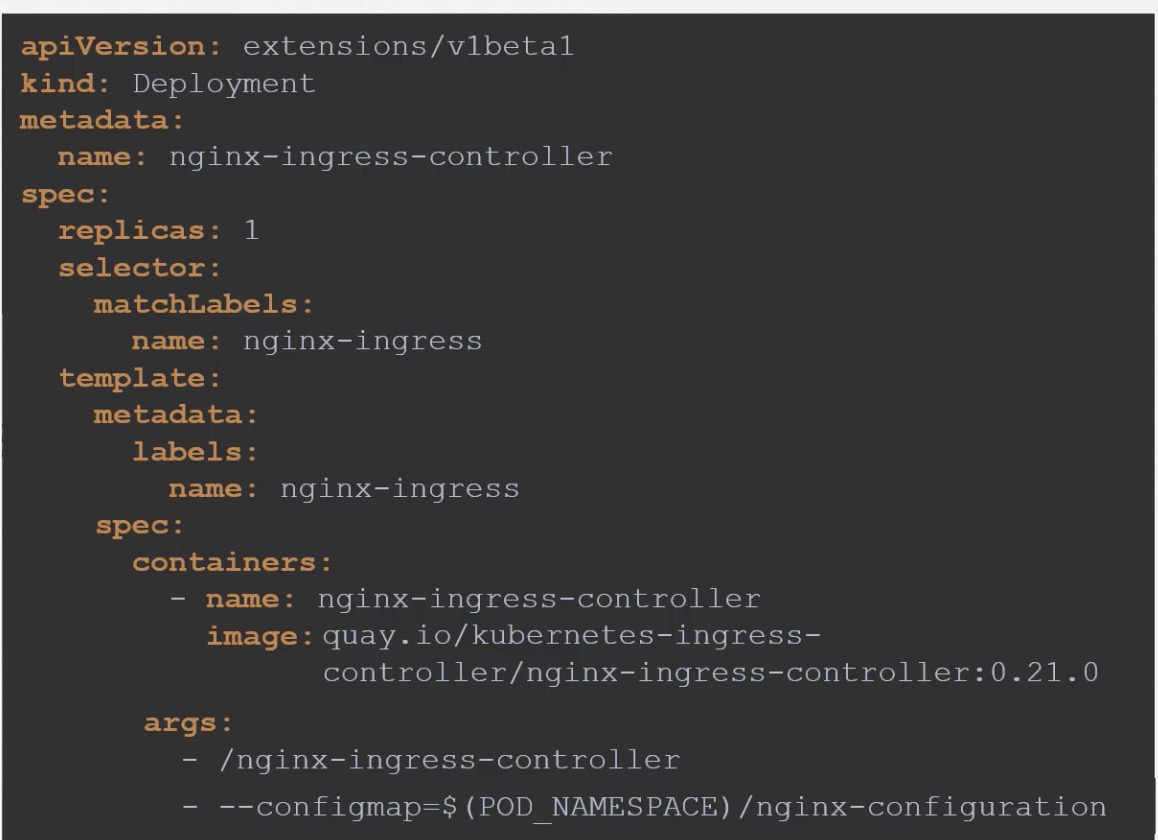 apiVersion: extensions/v1beta1
kind: Deployment
metadata:
  name: nginx-ingress-controller
spec:
  replicas: 1
  selector:
    matchLabels:
      name: nginx-ingress
  template:
    metadata:
      labels:
        name: nginx-ingress
    spec:
      containers:
        - name: nginx-ingress-controller
          image: quay.io/kubernetes-ingress-
                 controller/nginx-ingress-controller:0.21.0
       args:
         - /nginx-ingress-controller
         - --configmap=$(POD_NAMESPACE)/nginx-configuration